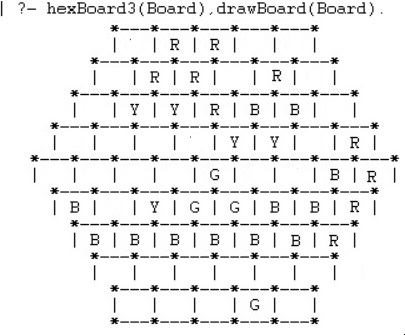 | ?- hexBoard3(Board),drawBoard(Board).
*---*---*---*---*---*
|   | R | R |   |   |
*---*---*---*---*---*---*
|   | R | R |   | R |   |
*---*---*---*---*---*---*---*
|   | Y | Y | R | B | B |   |
*---*---*---*---*---*---*---*---*
|   |   |   |   | Y | Y |   | R |
*---*---*---*---*---*---*---*---*---*
|   |   |   |   | G |   |   | B | R |
*---*---*---*---*---*---*---*---*
| B |   | Y | G | G | B | B | R |
*---*---*---*---*---*---*---*
| B | B | B | B | B | B | R |
*---*---*---*---*---*---*
|   |   |   |   |   |   |
*---*---*---*---*---*
|   |   |   | G |   |
*---*---*---*---*---*